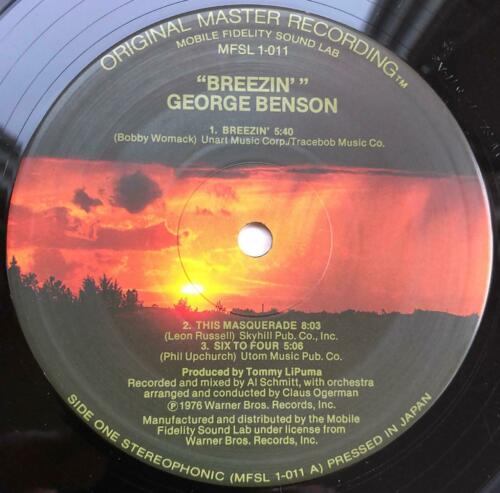 ORIGINAL MASTER RECORDING™
MOBILE FIDELITY SOUND LAB
MFSL 1-011
“BREEZIN’”
GEORGE BENSON
1. BREEZIN' 5:40
(Bobby Womack) Unart Music Corp./Tracebob Music Co.
2. THIS MASQUERADE 8:03
(Leon Russell) Skyhill Pub. Co., Inc.
3. SIX TO FOUR 5:06
(Phil Upchurch) Utom Music Pub. Co.
Produced by Tommy LiPuma
Recorded and mixed by Al Schmitt, with orchestra
arranged and conducted by Claus Ogerman
℗ 1976 Warner Bros. Records, Inc.
Manufactured and distributed by the Mobile
Fidelity Sound Lab under license from
Warner Bros. Records, Inc.
SIDE ONE STEREOPHONIC (MFSL 1-011 A) PRESSED IN JAPAN